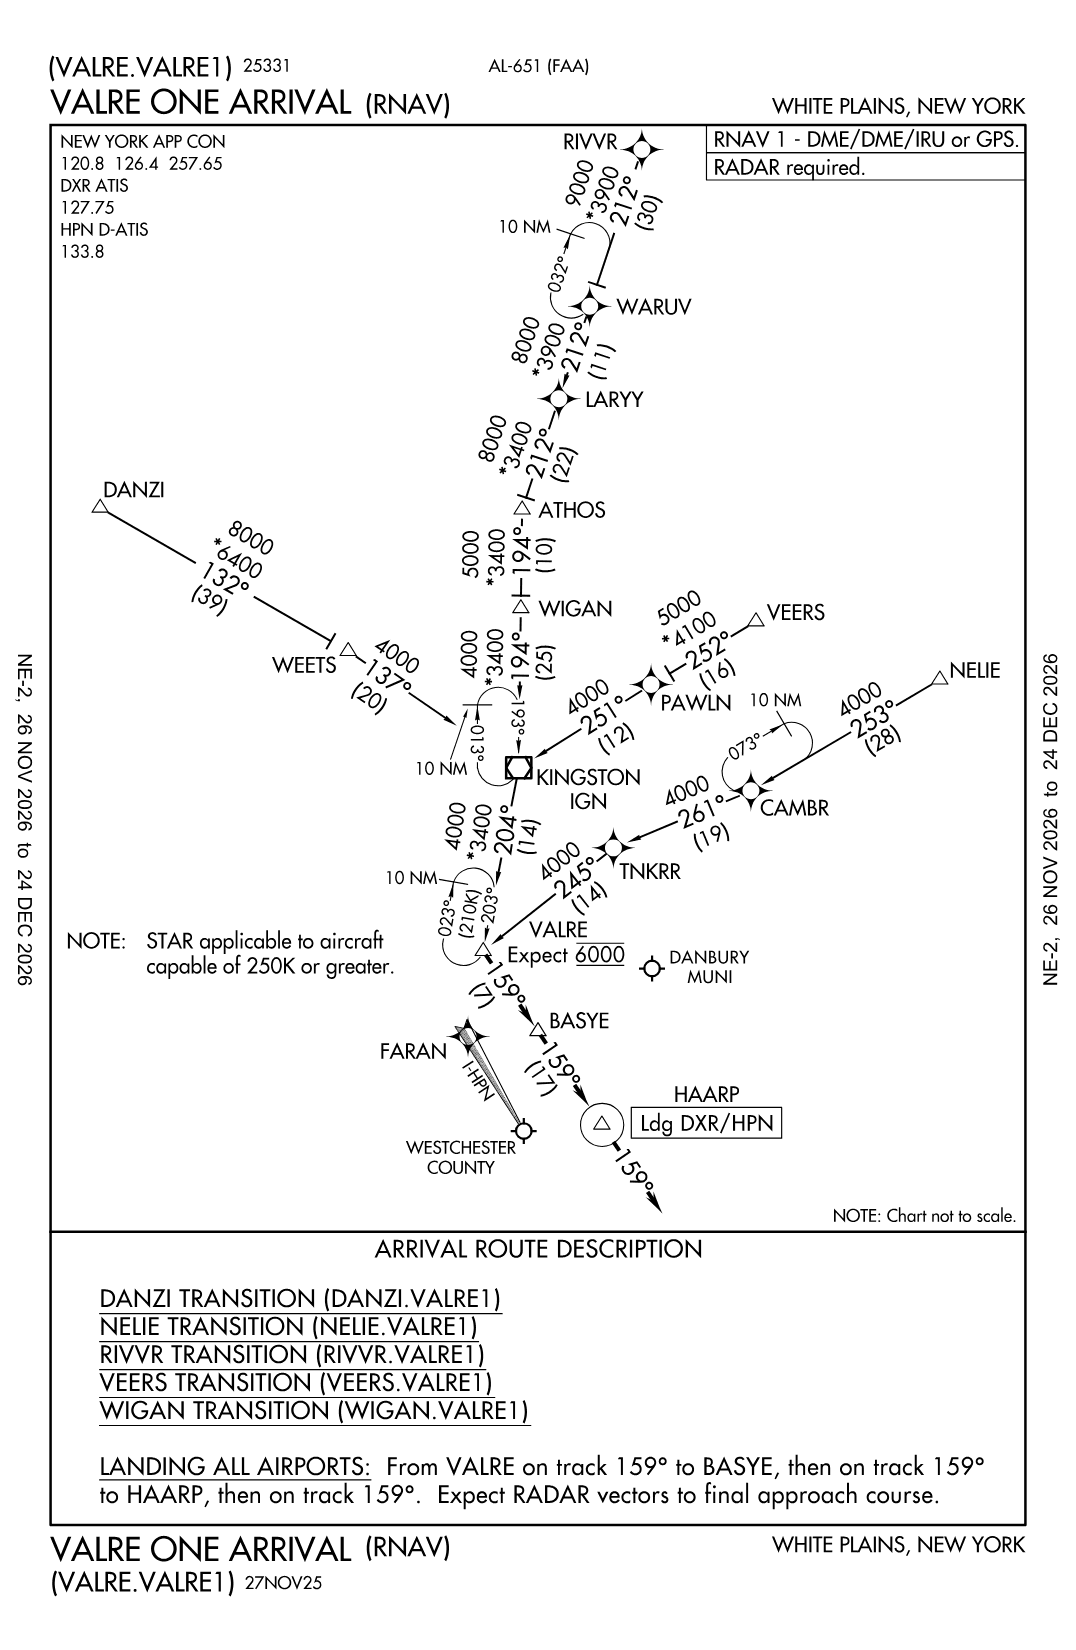 (VALRE.VALRE1) 25331
AL-651 (FAA)
VALRE ONE ARRIVAL (RNAV)
WHITE PLAINS, NEW YORK
NEW YORK APP CON
120.8 126.4 257.65
DXR ATIS
127.75
HPN D-ATIS
133.8
RNAV 1 - DME/DME/IRU or GPS.
RADAR required.
RIVVR
9000
*3900
212°
(30)
10 NM
032°
WARUV
8000
*3900
212°
(11)
LARYY
8000
*3400
212°
(22)
ATHOS
5000
*3400
194°
(10)
WIGAN
4000
*3400
194°
(25)
DANZI
8000
*6400
132°
(39)
WEETS
4000
137°
(20)
VEERS
5000
*4100
252°
(16)
PAWLN
4000
251°
(12)
193°
013°
10 NM
KINGSTON
IGN
NELIE
4000
253°
(28)
10 NM
073°
CAMBR
4000
261°
(19)
TNKRR
4000
245°
(14)
4000
*3400
204°
(14)
10 NM
023°
(210K)
203°
VALRE
Expect 6000
NOTE: STAR applicable to aircraft
capable of 250K or greater.
DANBURY
MUNI
159°
(7)
BASYE
159°
(17)
FARAN
I-HPN
WESTCHESTER
COUNTY
HAARP
Ldg DXR/HPN
159°
NOTE: Chart not to scale.
NE-2, 26 NOV 2026 to 24 DEC 2026
NE-2, 26 NOV 2026 to 24 DEC 2026
ARRIVAL ROUTE DESCRIPTION
DANZI TRANSITION (DANZI.VALRE1)
NELIE TRANSITION (NELIE.VALRE1)
RIVVR TRANSITION (RIVVR.VALRE1)
VEERS TRANSITION (VEERS.VALRE1)
WIGAN TRANSITION (WIGAN.VALRE1)
LANDING ALL AIRPORTS: From VALRE on track 159° to BASYE, then on track 159°
to HAARP, then on track 159°. Expect RADAR vectors to final approach course.
VALRE ONE ARRIVAL (RNAV)
WHITE PLAINS, NEW YORK
(VALRE.VALRE1) 27NOV25